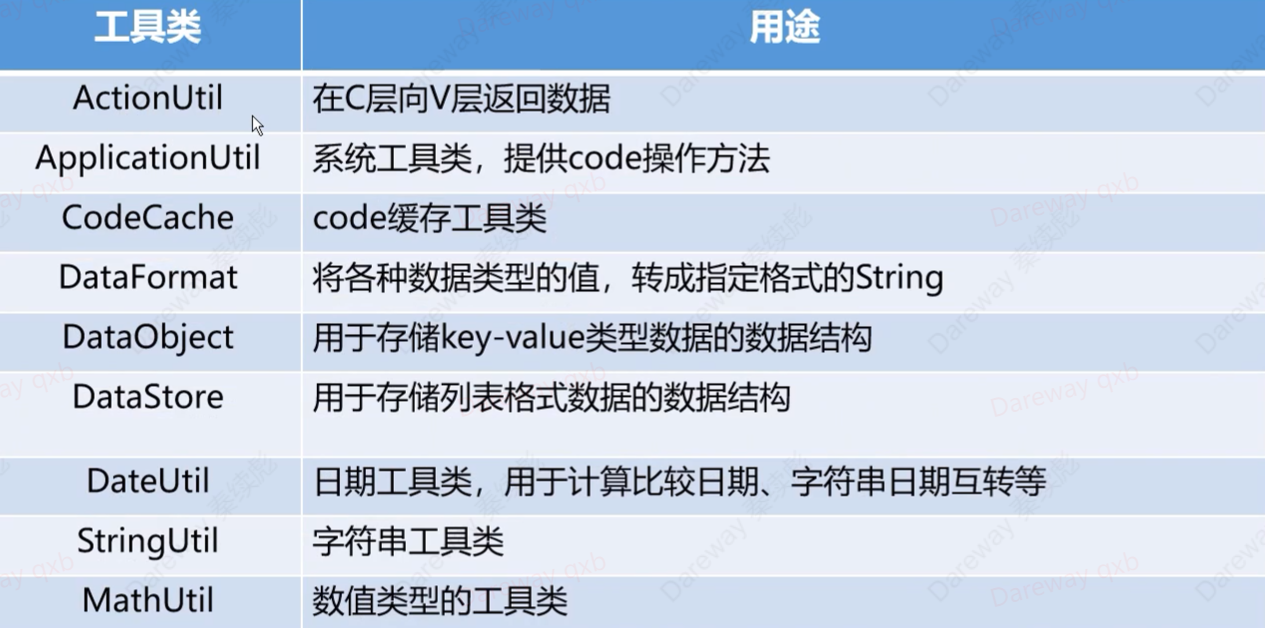 工具类 用途
ActionUtil 在C层向V层返回数据
ApplicationUtil 系统工具类，提供code操作方法
CodeCache code缓存工具类
DataFormat 将各种数据类型的值，转成指定格式的String
DataObject 用于存储key-value类型数据的数据结构
DataStore 用于存储列表格式数据的数据结构
DateUtil 日期工具类，用于计算比较日期、字符串日期互转等
StringUtil 字符串工具类
MathUtil 数值类型的工具类
Dareway qxb
Dareway 秦续彪